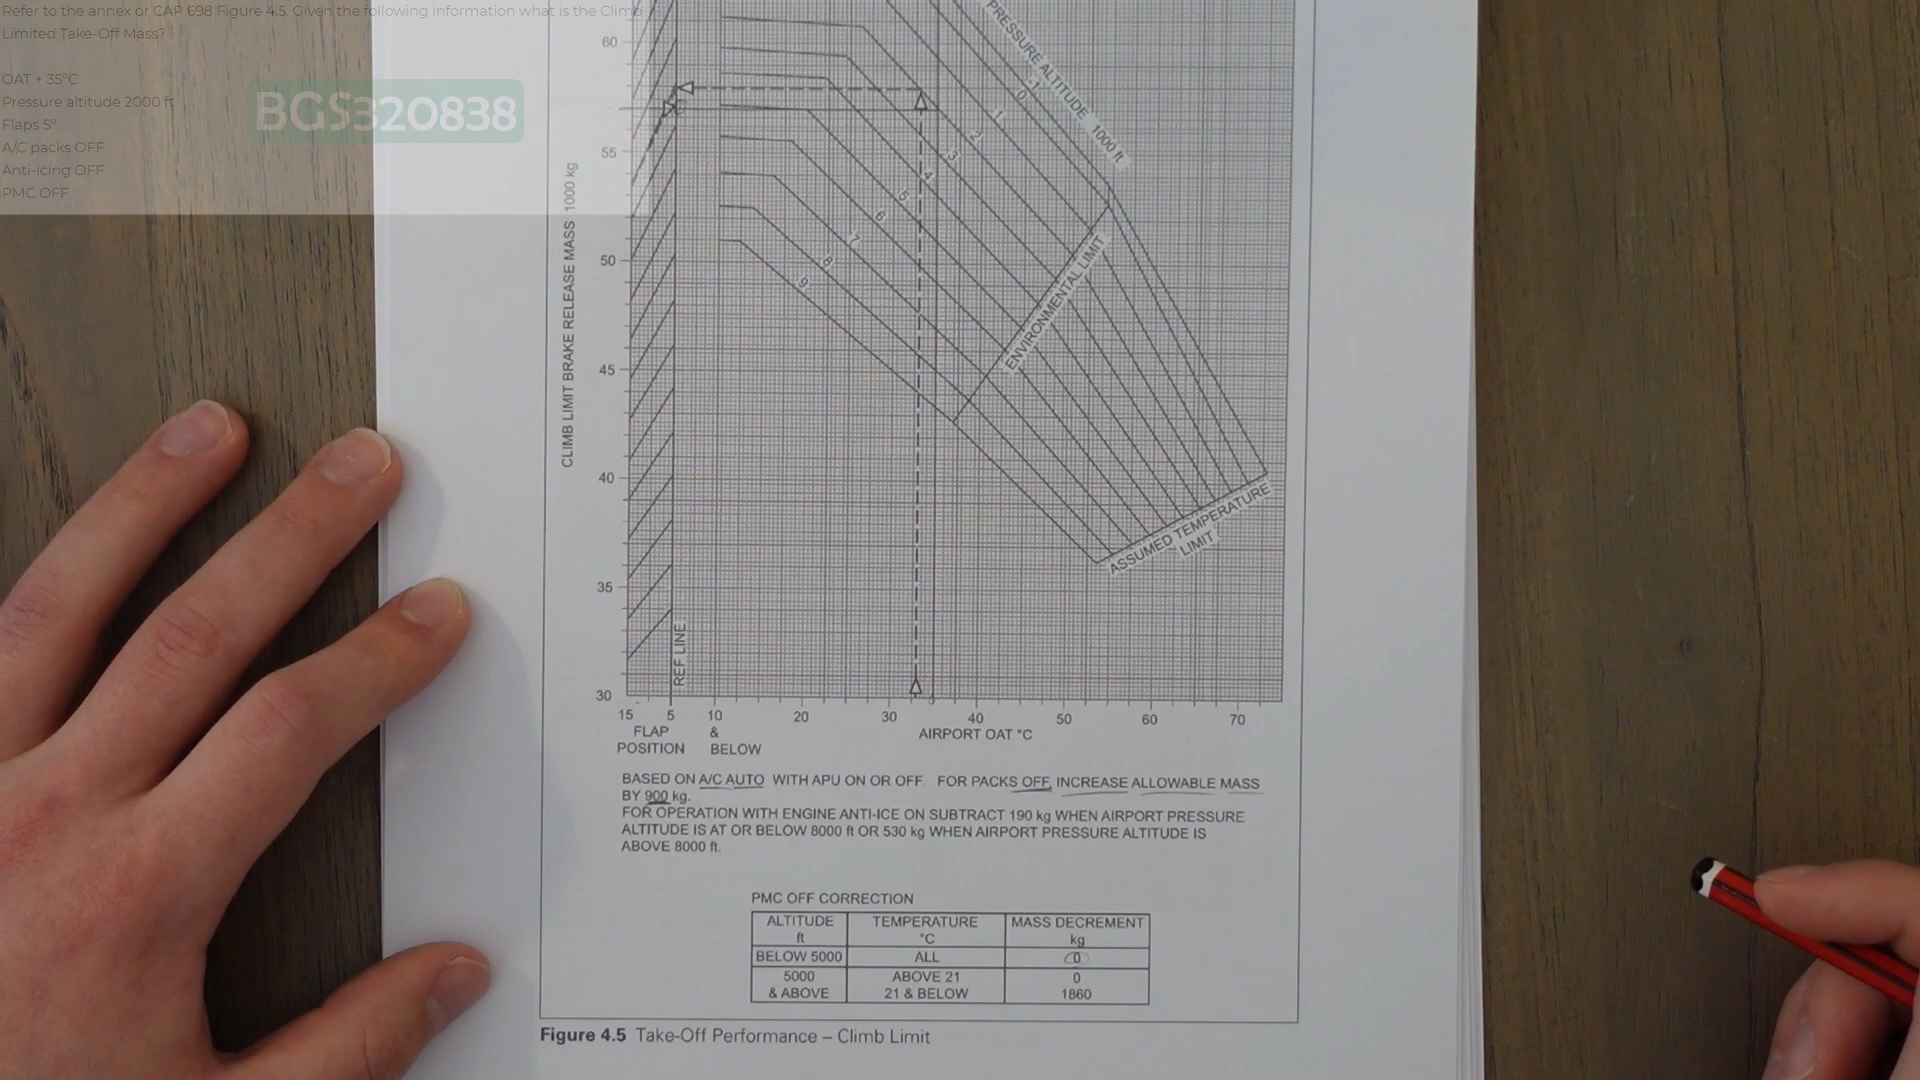 Refer to the annex or CAP 698 Figure 4.5. Given the following information what is the Climb
Limited Take-Off Mass?
OAT + 35ºC
Pressure altitude 2000 ft
Flaps 5º
A/C packs OFF
Anti-icing OFF
PMC OFF
BGS320838
PRESSURE ALTITUDE 1000 ft
-1
0
1
2
3
4
5
6
7
8
9
ENVIRONMENTAL LIMIT
ASSUMED TEMPERATURE
LIMIT
CLIMB LIMIT BRAKE RELEASE MASS 1000 kg
60
55
50
45
40
35
30
REF LINE
15 5 10 20 30 40 50 60 70
FLAP & AIRPORT OAT °C
POSITION BELOW
BASED ON A/C AUTO WITH APU ON OR OFF. FOR PACKS OFF, INCREASE ALLOWABLE MASS
BY 900 kg.
FOR OPERATION WITH ENGINE ANTI-ICE ON SUBTRACT 190 kg WHEN AIRPORT PRESSURE
ALTITUDE IS AT OR BELOW 8000 ft OR 530 kg WHEN AIRPORT PRESSURE ALTITUDE IS
ABOVE 8000 ft.
PMC OFF CORRECTION
ALTITUDE TEMPERATURE MASS DECREMENT
ft °C kg
BELOW 5000 ALL 0
5000 ABOVE 21 0
& ABOVE 21 & BELOW 1860
Figure 4.5 Take-Off Performance – Climb Limit